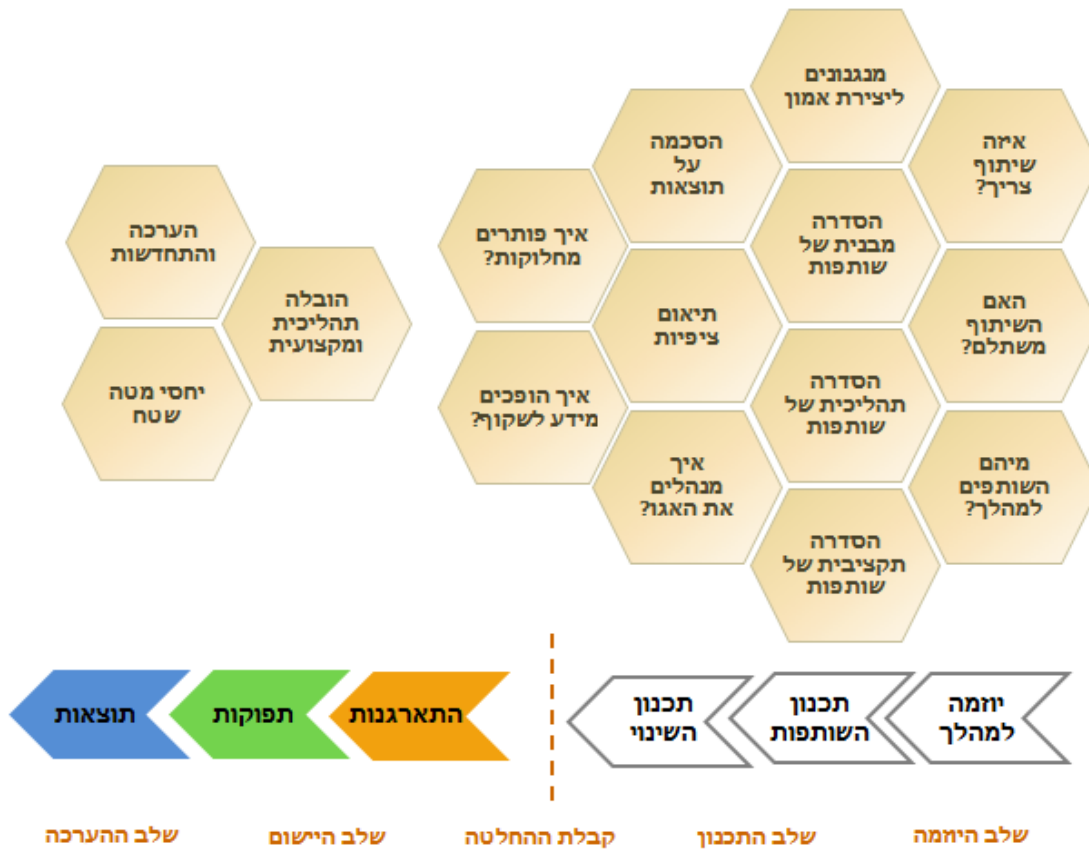 מנגנונים
ליצירת אמון
איזה
שיתוף
צריך?
הסכמה
על
תוצאות
הסדרה
מבנית של
שותפות
איך פותרים
מחלוקות?
הערכה
והתחדשות
האם
השיתוף
משתלם?
תיאום
ציפיות
הובלה
תהליכית
ומקצועית
הסדרה
תהליכית של
שותפות
איך הופכים
מידע לשקוף?
יחסי מטה
שטח
מיהם
השותפים
למהלך?
איך
מנהלים
את האגו?
הסדרה
תקציבית של
שותפות
יוזמה
למהלך
תכנון
השותפות
תכנון
השינוי
התארגנות
תפוקות
תוצאות
שלב היוזמה
שלב התכנון
קבלת ההחלטה
שלב היישום
שלב ההערכה